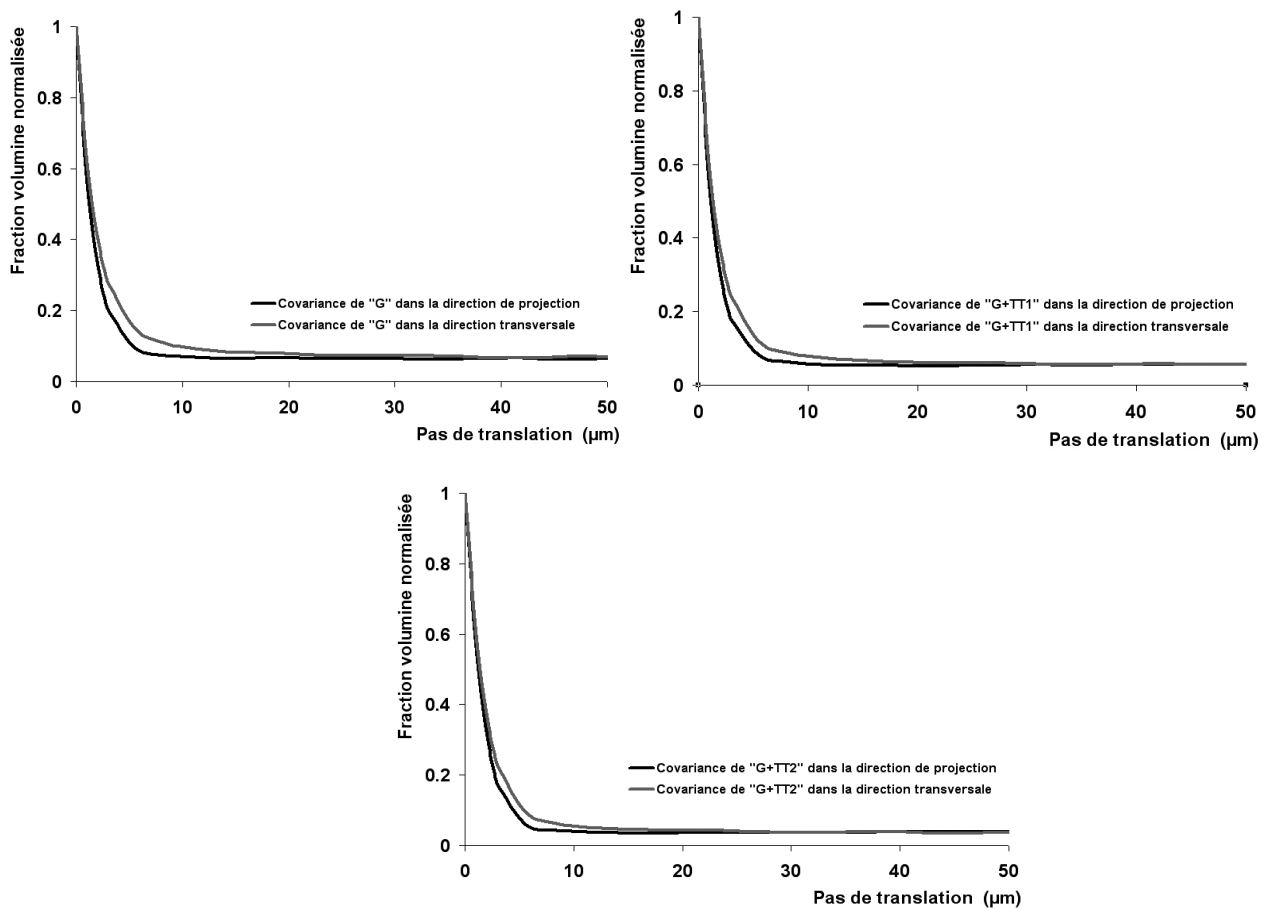 Fraction volumine normalisée
1
0.8
0.6
0.4
0.2
0
Covariance de "G" dans la direction de projection
Covariance de "G" dans la direction transversale
0 10 20 30 40 50
Pas de translation (µm)
Fraction volumine normalisée
1
0.8
0.6
0.4
0.2
0
Covariance de "G+TT1" dans la direction de projection
Covariance de "G+TT1" dans la direction transversale
0 10 20 30 40 50
Pas de translation (µm)
Fraction volumine normalisée
1
0.8
0.6
0.4
0.2
0
Covariance de "G+TT2" dans la direction de projection
Covariance de "G+TT2" dans la direction transversale
0 10 20 30 40 50
Pas de translation (µm)